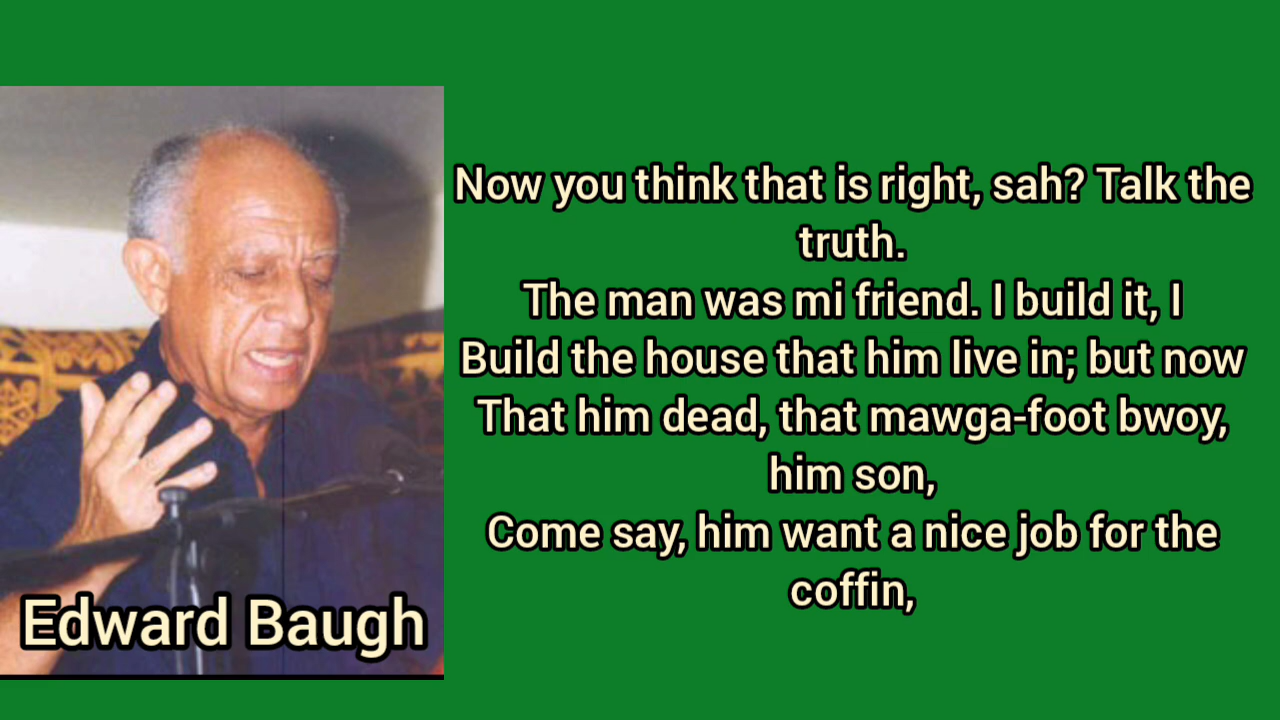 Now you think that is right, sah? Talk the
truth.
The man was mi friend. I build it, I
Build the house that him live in; but now
That him dead, that mawga-foot bwoy,
him son,
Come say, him want a nice job for the
coffin,
Edward Baugh